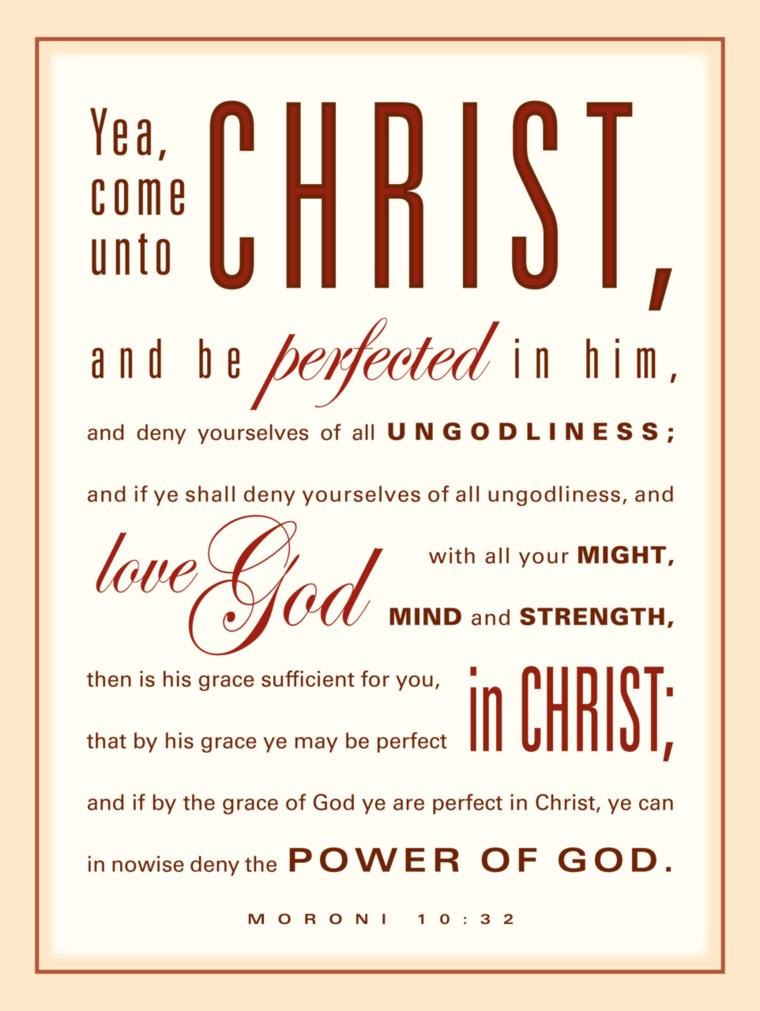 Yea,
come
unto CHRIST,
and be perfected in him,
and deny yourselves of all UNGODLINESS;
and if ye shall deny yourselves of all ungodliness, and
love God with all your MIGHT,
MIND and STRENGTH,
then is his grace sufficient for you,
that by his grace ye may be perfect
in CHRIST;
and if by the grace of God ye are perfect in Christ, ye can
in nowise deny the POWER OF GOD.
MORONI 10:32